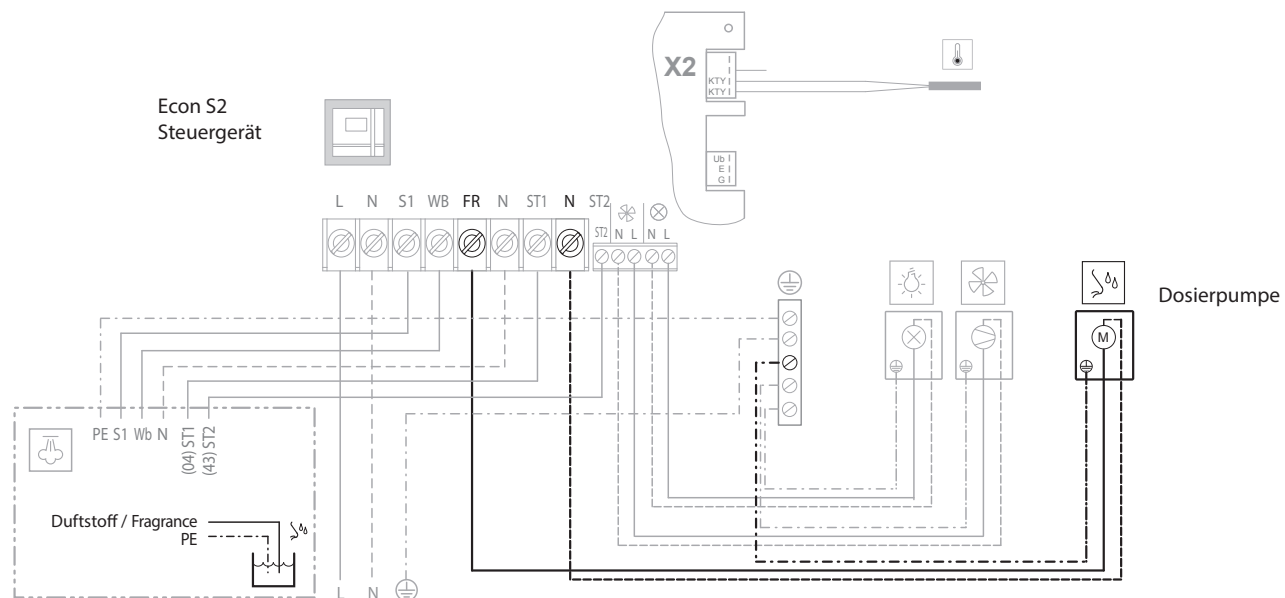 X2
I
I
KTY I
KTY I
Ub I
E I
G I
Econ S2
Steuergerät
L N S1 WB FR N ST1 N ST2
ST2 N L N L
Dosierpumpe
M
PE S1 Wb N (04) ST1 (43) ST2
Duftstoff / Fragrance
PE
L N